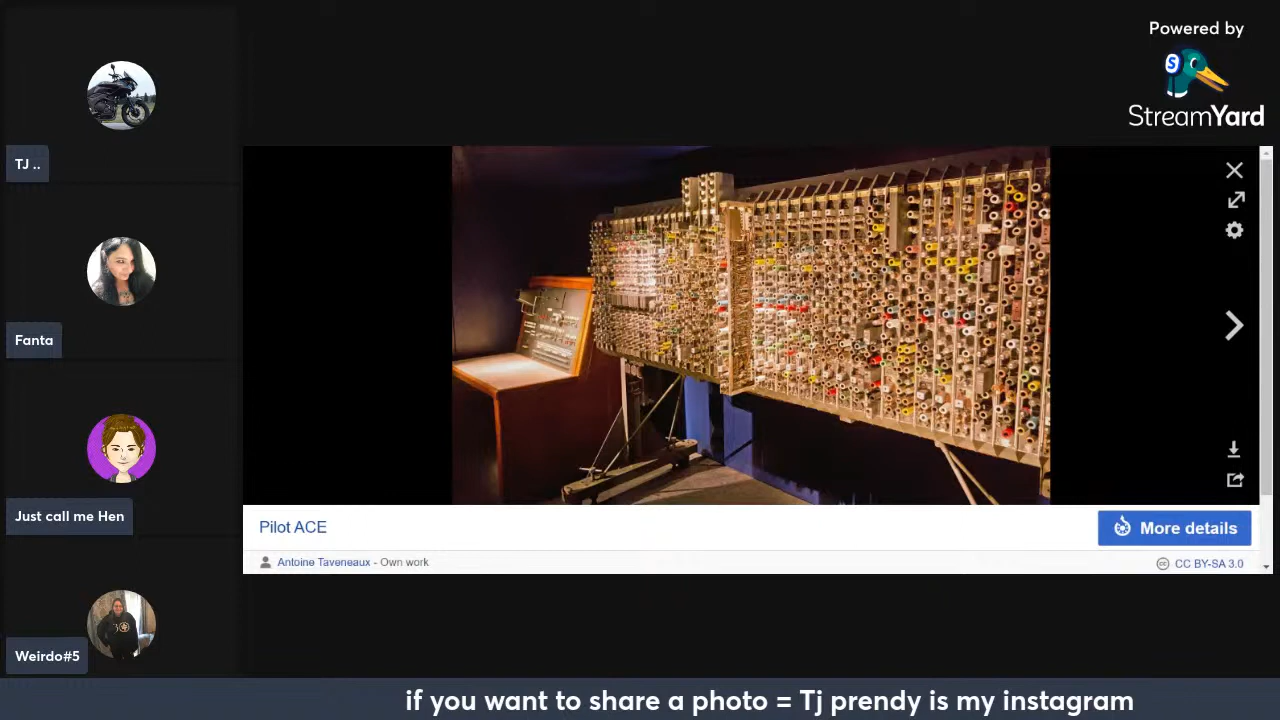 Powered by
StreamYard
TJ ..
Fanta
Just call me Hen
Weirdo#5
Pilot ACE
More details
Antoine Taveneaux - Own work
CC BY-SA 3.0
if you want to share a photo = Tj prendy is my instagram